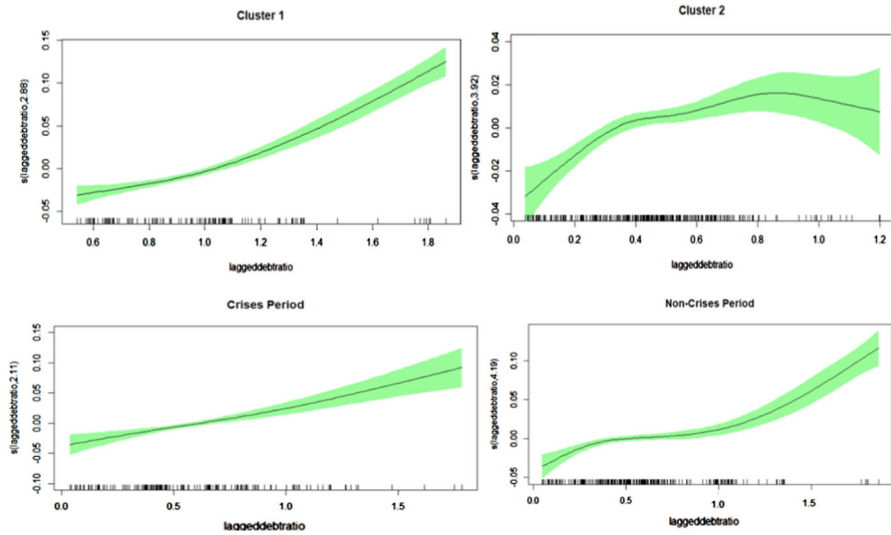 Cluster 1
s(laggeddebtratio,2.88)
0.15
0.10
0.05
0.00
-0.05
0.6 0.8 1.0 1.2 1.4 1.6 1.8
laggeddebtratio
Cluster 2
s(laggeddebtratio,3.92)
0.04
0.02
0.00
-0.02
-0.04
0.0 0.2 0.4 0.6 0.8 1.0 1.2
laggeddebtratio
Crises Period
s(laggeddebtratio,2.11)
0.15
0.10
0.05
0.00
-0.05
-0.10
0.0 0.5 1.0 1.5
laggeddebtratio
Non-Crises Period
s(laggeddebtratio,4.19)
0.10
0.05
0.00
-0.05
0.0 0.5 1.0 1.5
laggeddebtratio